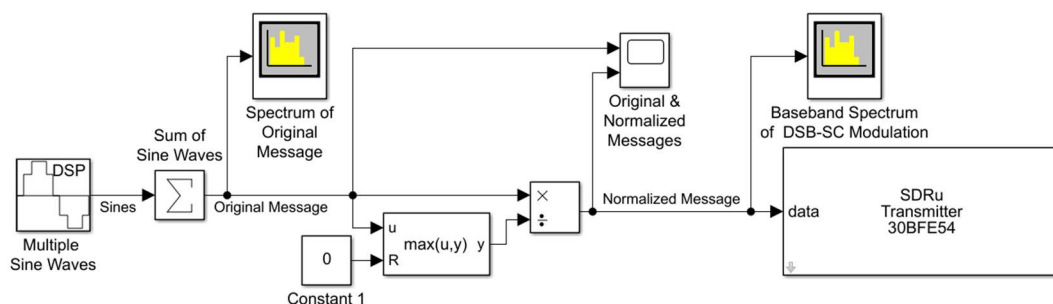 Spectrum of
Original
Message
Original &
Normalized
Messages
Baseband Spectrum
of DSB-SC Modulation
Sum of
Sine Waves
DSP
Sines
Multiple
Sine Waves
Original Message
u
R
max(u,y)
y
0
Constant 1
×
÷
Normalized Message
data
SDRu
Transmitter
30BFE54